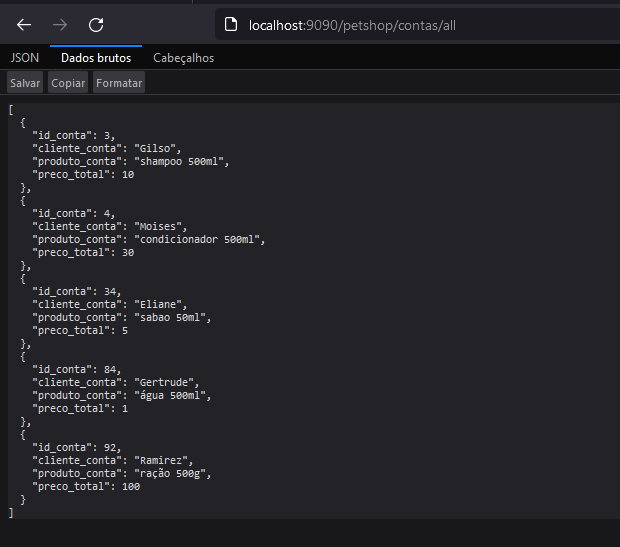 localhost:9090/petshop/contas/all
JSON Dados brutos Cabeçalhos
Salvar Copiar Formatar
[
  {
    "id_conta": 3,
    "cliente_conta": "Gilso",
    "produto_conta": "shampoo 500ml",
    "preco_total": 10
  },
  {
    "id_conta": 4,
    "cliente_conta": "Moises",
    "produto_conta": "condicionador 500ml",
    "preco_total": 30
  },
  {
    "id_conta": 34,
    "cliente_conta": "Eliane",
    "produto_conta": "sabao 50ml",
    "preco_total": 5
  },
  {
    "id_conta": 84,
    "cliente_conta": "Gertrude",
    "produto_conta": "água 500ml",
    "preco_total": 1
  },
  {
    "id_conta": 92,
    "cliente_conta": "Ramirez",
    "produto_conta": "ração 500g",
    "preco_total": 100
  }
]